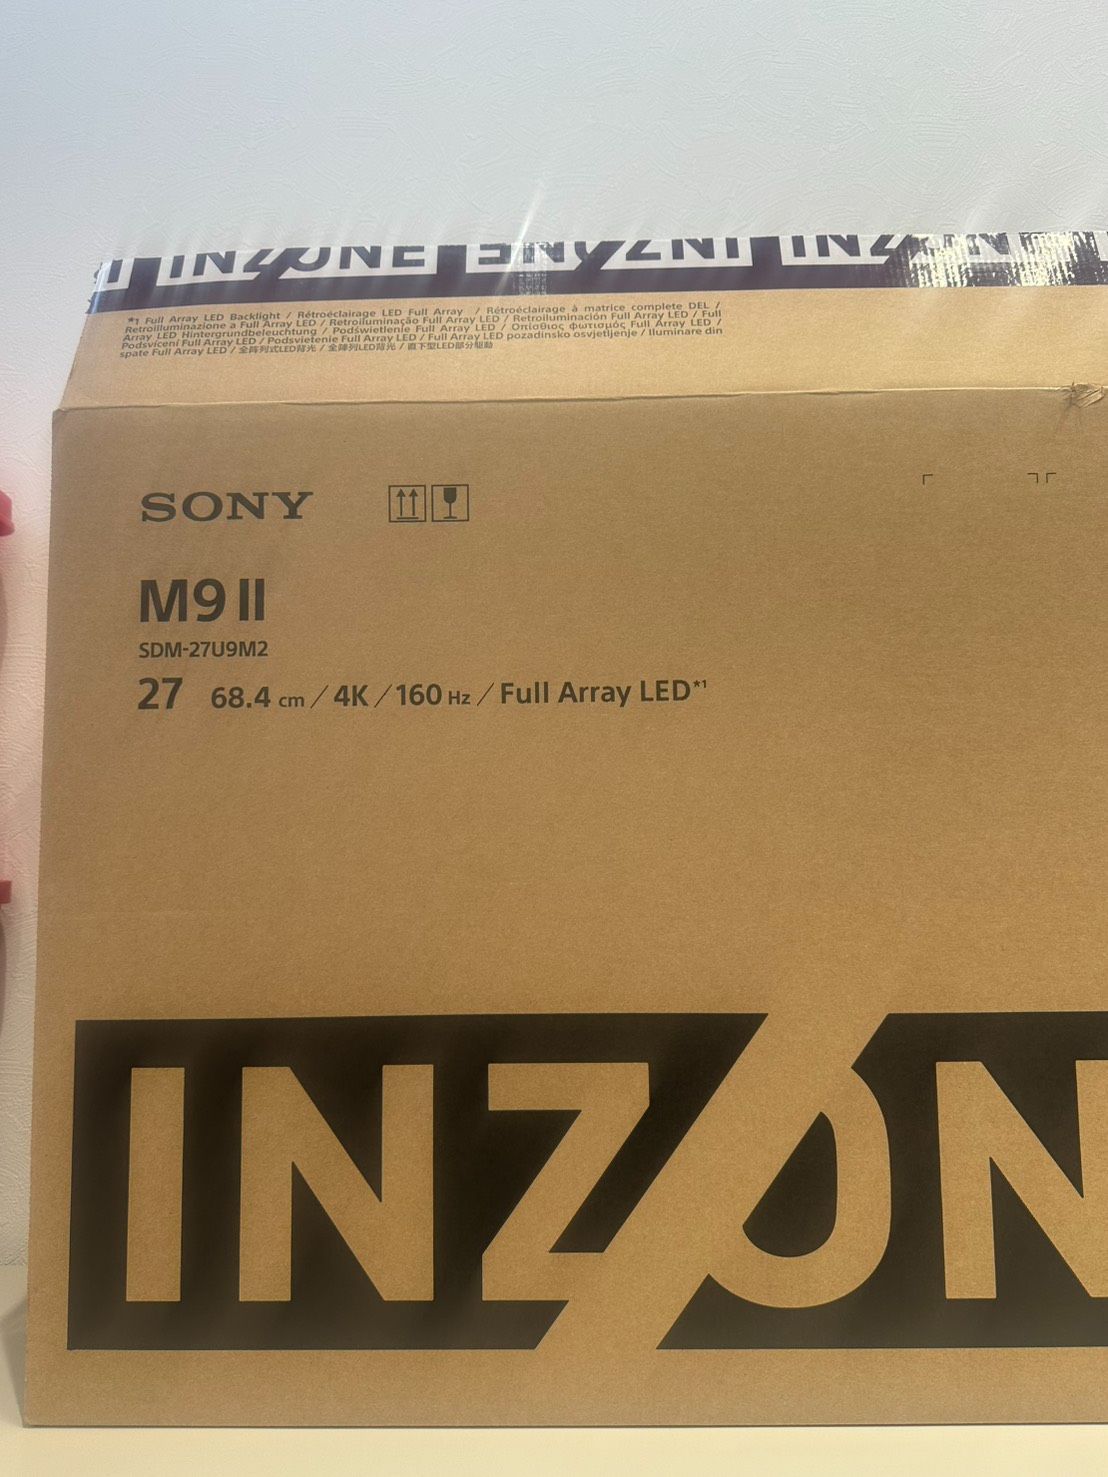 INZONE INZONE INZON
*1 Full Array LED Backlight / Rétroéclairage LED Full Array / Rétroéclairage à matrice complete DEL /
Retroilluminazione a Full Array LED / Retroiluminação Full Array LED / Retroiluminación Full Array LED / Full
Array LED Hintergrundbeleuchtung / Podświetlenie Full Array LED / Οπίσθιος φωτισμός Full Array LED /
Podsvícení Full Array LED / Podsvietenie Full Array LED / Full Array LED pozadinsko osvjetljenje / Iluminare din
spate Full Array LED / 全阵列式LED背光 / 全陣列LED背光 / 直下型LED部分駆動
SONY
M9 II
SDM-27U9M2
27 68.4 cm / 4K / 160 Hz / Full Array LED*1
INZON